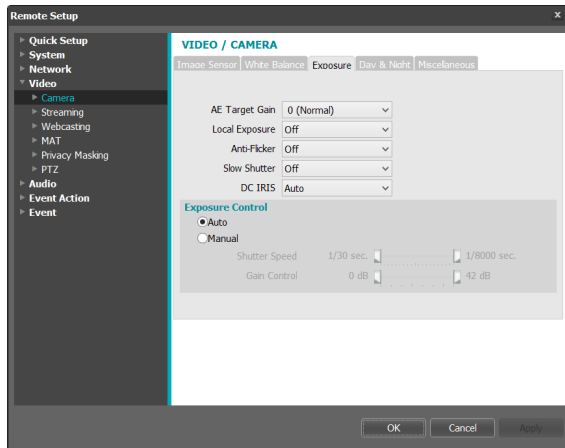 Remote Setup x
Quick Setup
System
Network
Video
Camera
Streaming
Webcasting
MAT
Privacy Masking
PTZ
Audio
Event Action
Event
VIDEO / CAMERA
Image Sensor White Balance Exposure Day & Night Miscellaneous
AE Target Gain 0 (Normal)
Local Exposure Off
Anti-Flicker Off
Slow Shutter Off
DC IRIS Auto
Exposure Control
Auto
Manual
Shutter Speed 1/30 sec. 1/8000 sec.
Gain Control 0 dB 42 dB
OK Cancel Apply